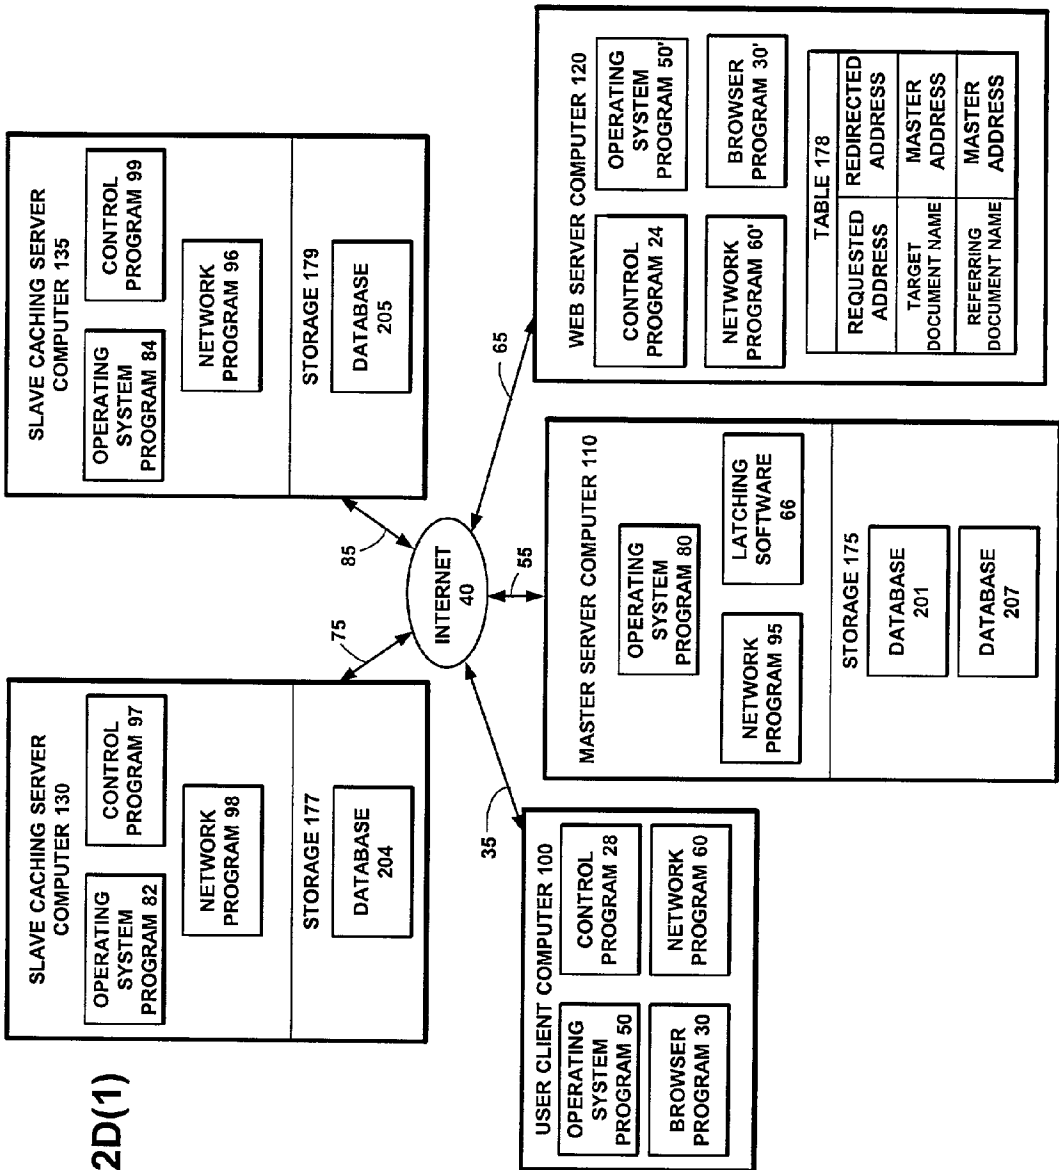 2D(1)
SLAVE CACHING SERVER
COMPUTER 130
OPERATING
SYSTEM
PROGRAM 82
CONTROL
PROGRAM 97
NETWORK
PROGRAM 98
STORAGE 177
DATABASE
204
SLAVE CACHING SERVER
COMPUTER 135
OPERATING
SYSTEM
PROGRAM 84
CONTROL
PROGRAM 99
NETWORK
PROGRAM 96
STORAGE 179
DATABASE
205
75
85
INTERNET
40
35
55
65
USER CLIENT COMPUTER 100
OPERATING
SYSTEM
PROGRAM 50
CONTROL
PROGRAM 28
BROWSER
PROGRAM 30
NETWORK
PROGRAM 60
MASTER SERVER COMPUTER 110
OPERATING
SYSTEM
PROGRAM 80
NETWORK
PROGRAM 95
LATCHING
SOFTWARE
66
STORAGE 175
DATABASE
201
DATABASE
207
WEB SERVER COMPUTER 120
CONTROL
PROGRAM 24
OPERATING
SYSTEM
PROGRAM 50'
NETWORK
PROGRAM 60'
BROWSER
PROGRAM 30'
TABLE 178
REQUESTED
ADDRESS
REDIRECTED
ADDRESS
TARGET
DOCUMENT NAME
MASTER
ADDRESS
REFERRING
DOCUMENT NAME
MASTER
ADDRESS